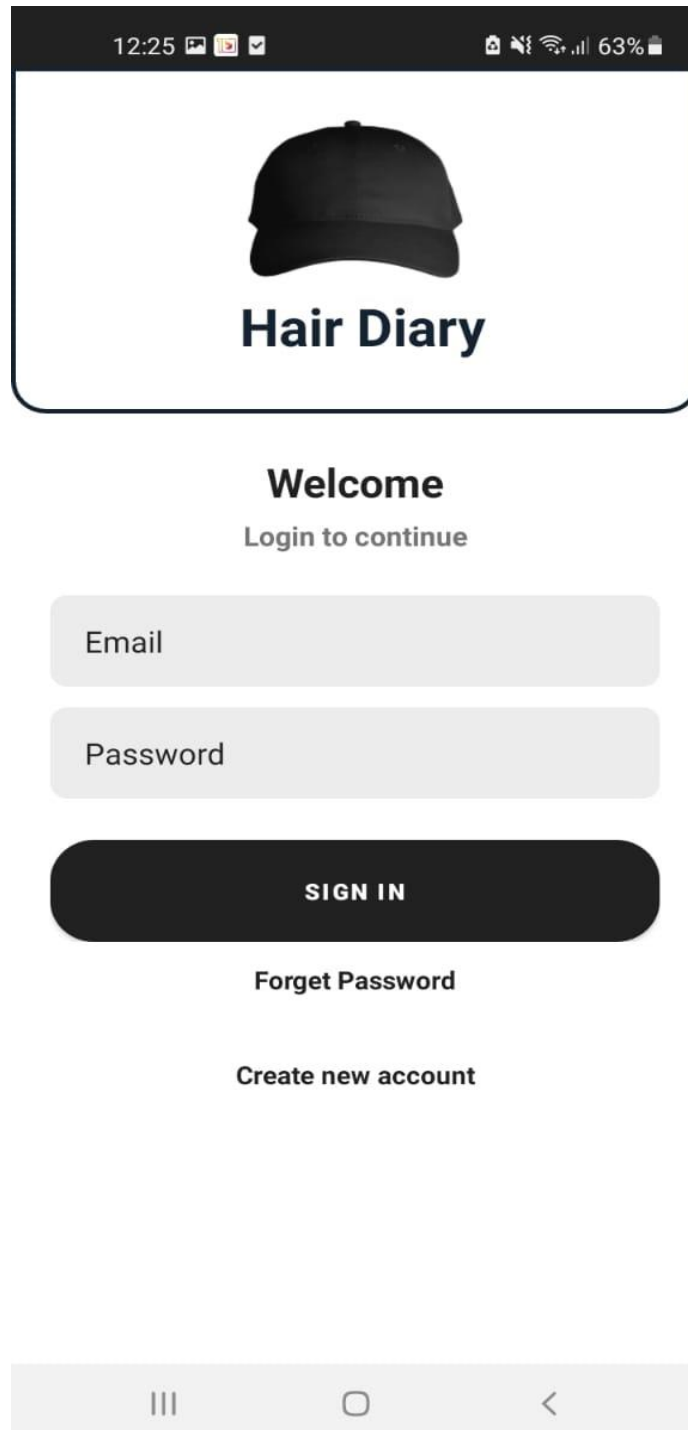 12:25 63%
Hair Diary
Welcome
Login to continue
Email
Password
SIGN IN
Forget Password
Create new account